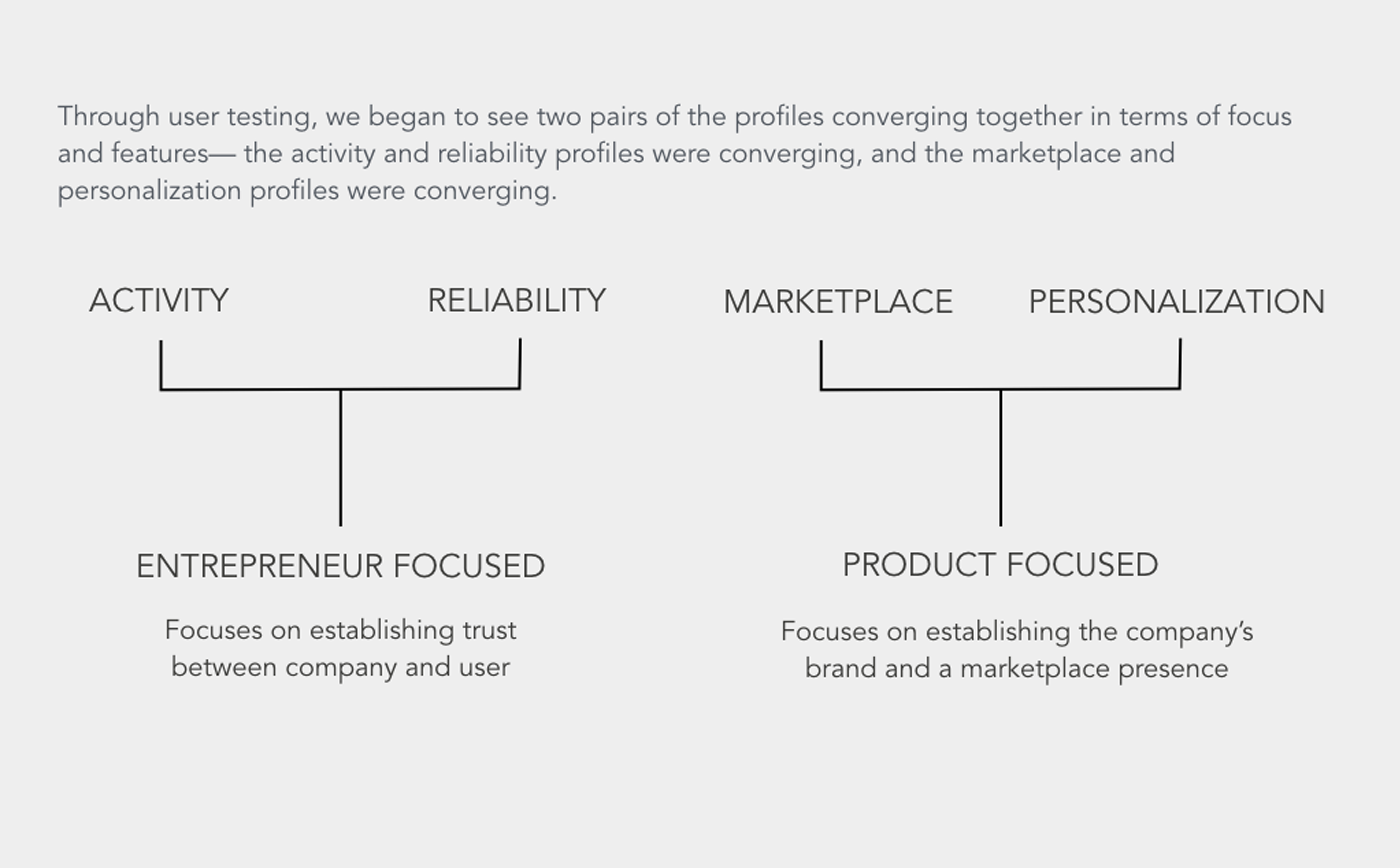 Through user testing, we began to see two pairs of the profiles converging together in terms of focus
and features— the activity and reliability profiles were converging, and the marketplace and
personalization profiles were converging.
ACTIVITY
RELIABILITY
MARKETPLACE
PERSONALIZATION
ENTREPRENEUR FOCUSED
Focuses on establishing trust
between company and user
PRODUCT FOCUSED
Focuses on establishing the company’s
brand and a marketplace presence